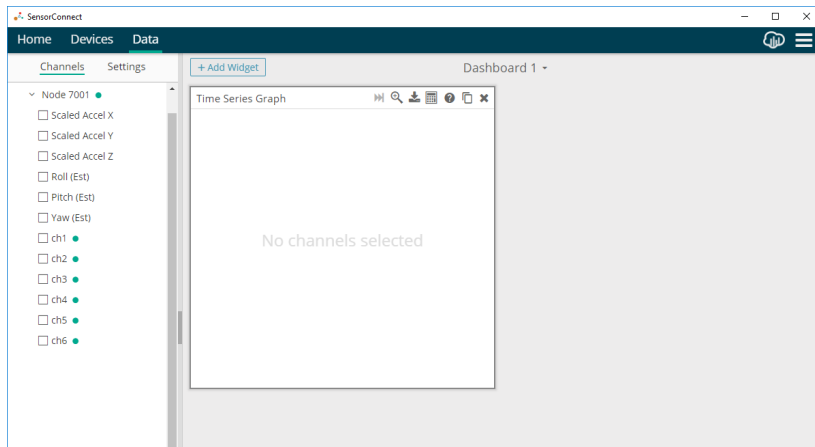 SensorConnect
Home Devices Data
Channels Settings
+ Add Widget
Dashboard 1
Node 7001
Scaled Accel X
Scaled Accel Y
Scaled Accel Z
Roll (Est)
Pitch (Est)
Yaw (Est)
ch1
ch2
ch3
ch4
ch5
ch6
Time Series Graph
No channels selected